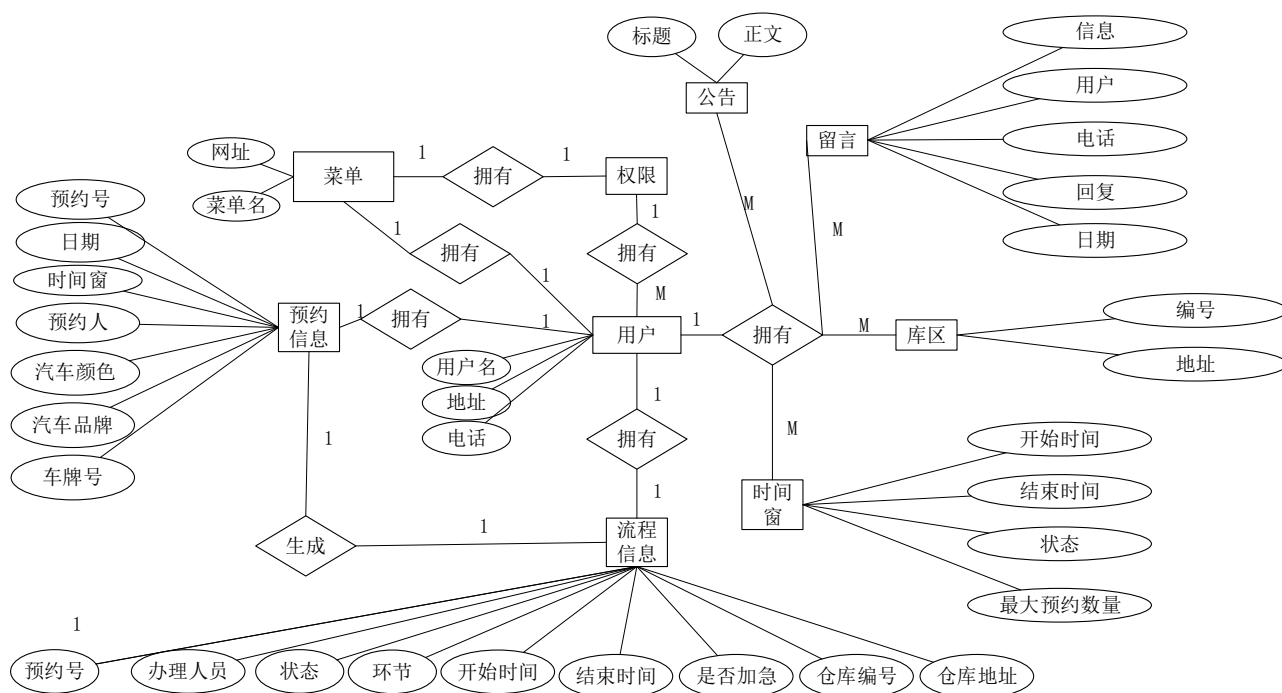 标题
正文
信息
公告
用户
留言
电话
网址
菜单
1
拥有
1
权限
菜单名
回复
预约号
1
M
日期
1
拥有
拥有
M
日期
时间窗
1
1
M
预约信息
1
拥有
1
用户
1
拥有
M
库区
编号
预约人
用户名
地址
汽车颜色
地址
1
汽车品牌
电话
拥有
1
M
开始时间
车牌号
时间窗
结束时间
1
生成
1
流程信息
状态
最大预约数量
1
预约号
办理人员
状态
环节
开始时间
结束时间
是否加急
仓库编号
仓库地址